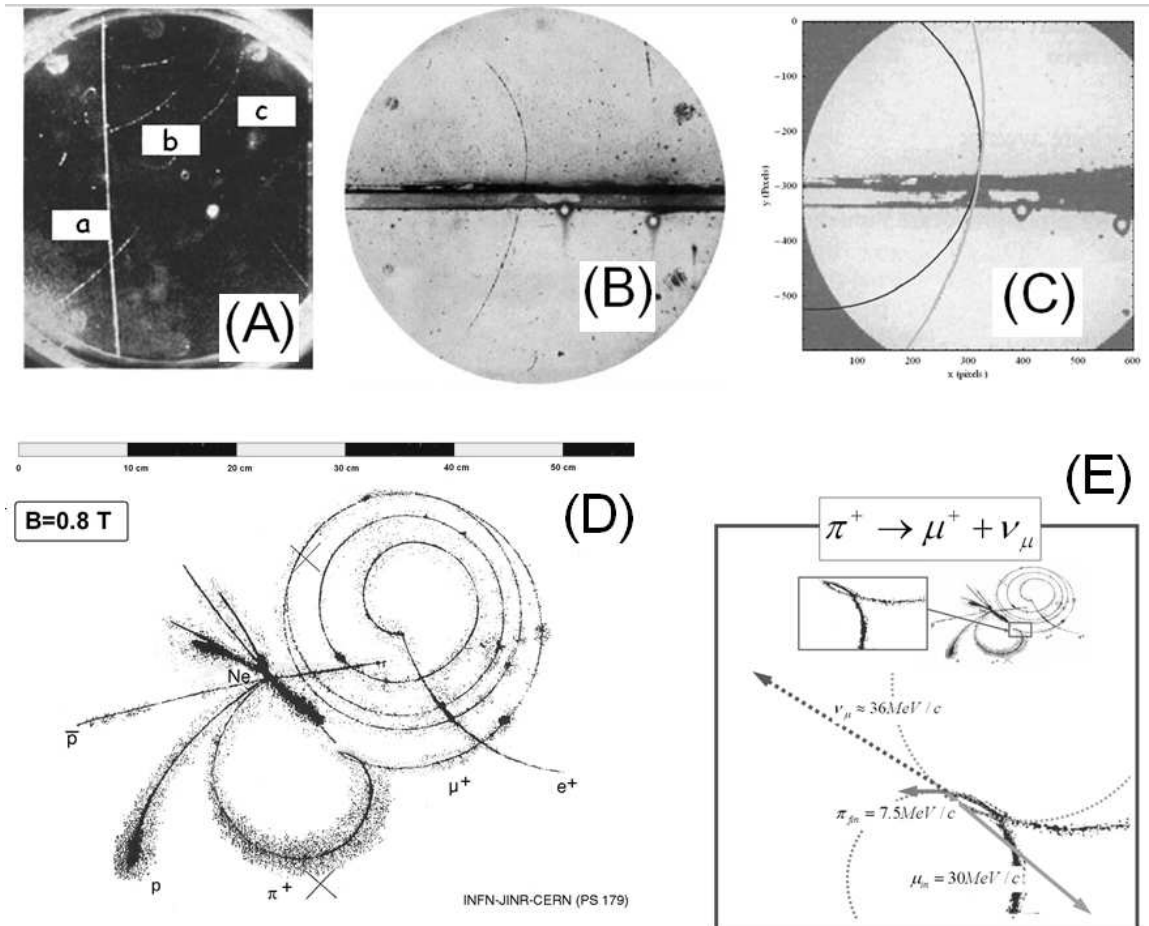 a
b
c
(A)
(B)
0
-100
-200
-300
-400
-500
y (Pixels)
100
200
300
400
500
600
x (pixels)
(C)
0
10 cm
20 cm
30 cm
40 cm
50 cm
B=0.8 T
(D)
Ne
p̅
p
π+
μ+
e+
INFN-JINR-CERN (PS 179)
(E)
π⁺ → μ⁺ + ν_μ
ν_μ ≈ 36MeV / c
π_fin = 7.5MeV / c
μ_in = 30MeV / c